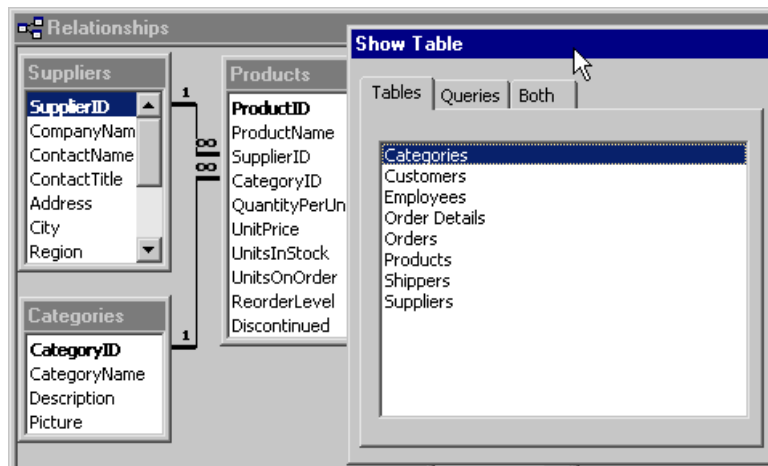 Relationships
Suppliers
SupplierID
CompanyNam
ContactName
ContactTitle
Address
City
Region
1
∞
∞
1
Products
ProductID
ProductName
SupplierID
CategoryID
QuantityPerUn
UnitPrice
UnitsInStock
UnitsOnOrder
ReorderLevel
Discontinued
Categories
CategoryID
CategoryName
Description
Picture
Show Table
Tables Queries Both
Categories
Customers
Employees
Order Details
Orders
Products
Shippers
Suppliers